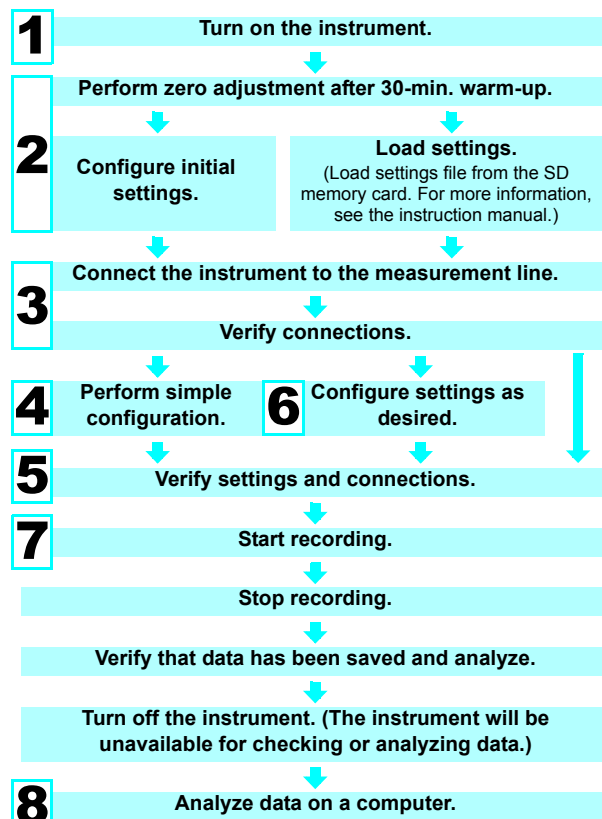 1
Turn on the instrument.
2
Perform zero adjustment after 30-min. warm-up.
Configure initial
settings.
Load settings.
(Load settings file from the SD
memory card. For more information,
see the instruction manual.)
3
Connect the instrument to the measurement line.
Verify connections.
4
Perform simple
configuration.
6
Configure settings as
desired.
5
Verify settings and connections.
7
Start recording.
Stop recording.
Verify that data has been saved and analyze.
Turn off the instrument. (The instrument will be
unavailable for checking or analyzing data.)
8
Analyze data on a computer.